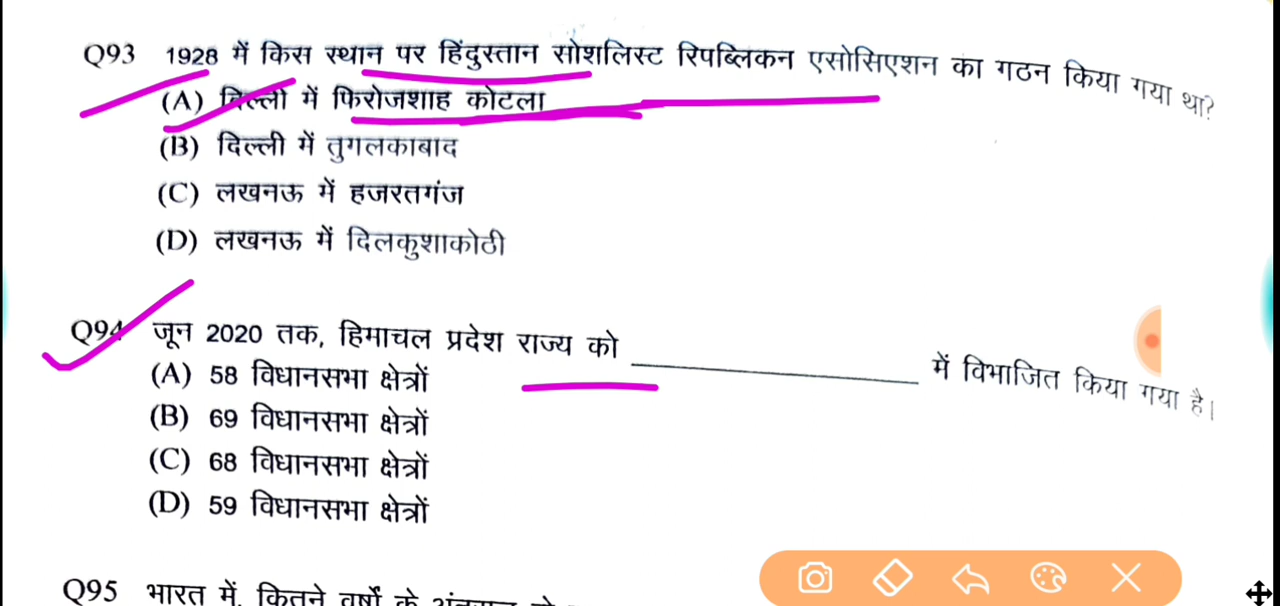 Q93 1928 में किस स्थान पर हिंदुस्तान सोशलिस्ट रिपब्लिकन एसोसिएशन का गठन किया गया था?
(A) दिल्ली में फिरोजशाह कोटला
(B) दिल्ली में तुगलकाबाद
(C) लखनऊ में हजरतगंज
(D) लखनऊ में दिलकुशाकोठी
Q94 जून 2020 तक, हिमाचल प्रदेश राज्य को ____________ में विभाजित किया गया है।
(A) 58 विधानसभा क्षेत्रों
(B) 69 विधानसभा क्षेत्रों
(C) 68 विधानसभा क्षेत्रों
(D) 59 विधानसभा क्षेत्रों
Q95 भारत में, कितने वर्षों के